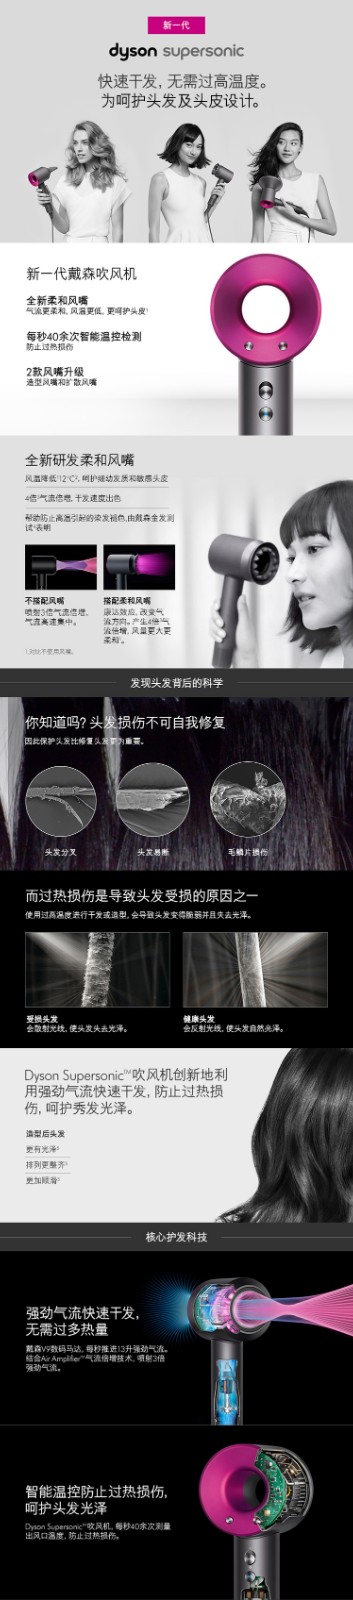 新一代
dyson supersonic
快速干发，无需过高温度。
为呵护头发及头皮设计。
新一代戴森吹风机
全新柔和风嘴
气流更柔和，风温更低，更呵护头皮¹
每秒40余次智能温控检测
防止过热损伤
2款风嘴升级
造型风嘴和扩散风嘴
全新研发柔和风嘴
风温降低¹12°C²，呵护细幼发质和敏感头皮
4倍³气流倍增，干发速度出色
帮助防止高温引起的染发褪色，由戴森金发测
试⁴表明
不搭配风嘴
喷射3倍气流倍增，
气流高速集中。
搭配柔和风嘴
康达效应，改变气
流方向。产生4倍³气
流倍增，风量更大更
柔和¹。
1.对比不使用风嘴。
发现头发背后的科学
你知道吗？头发损伤不可自我修复
因此保护头发比修复头发更为重要。
头发分叉
头发易断
毛鳞片损伤
而过热损伤是导致头发受损的原因之一
使用过高温度进行干发或造型，会导致头发变得脆弱并且失去光泽。
受损头发
会散射光线，使头发失去光泽。
健康头发
会反射光线，使头发自然光泽。
Dyson Supersonic™吹风机创新地利
用强劲气流快速干发，防止过热损
伤，呵护秀发光泽。
造型后头发
更有光泽⁵
排列更整齐⁵
更加顺滑⁵
核心护发科技
强劲气流快速干发，
无需过多热量
戴森V9数码马达，每秒推进13升强劲气流。
结合Air Amplifier™气流倍增技术，喷射3倍
强劲气流。
智能温控防止过热损伤，
呵护头发光泽
Dyson Supersonic™吹风机，每秒40余次测量
出风口温度，防止过热损伤。